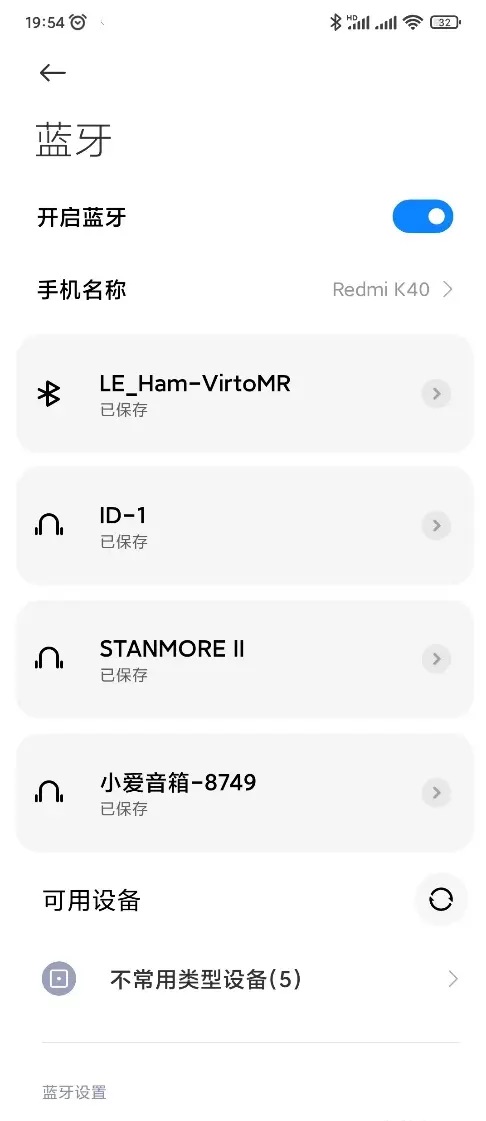 19:54
HD
32
蓝牙
开启蓝牙
手机名称
Redmi K40
LE_Ham-VirtoMR
已保存
ID-1
已保存
STANMORE II
已保存
小爱音箱-8749
已保存
可用设备
不常用类型设备(5)
蓝牙设置